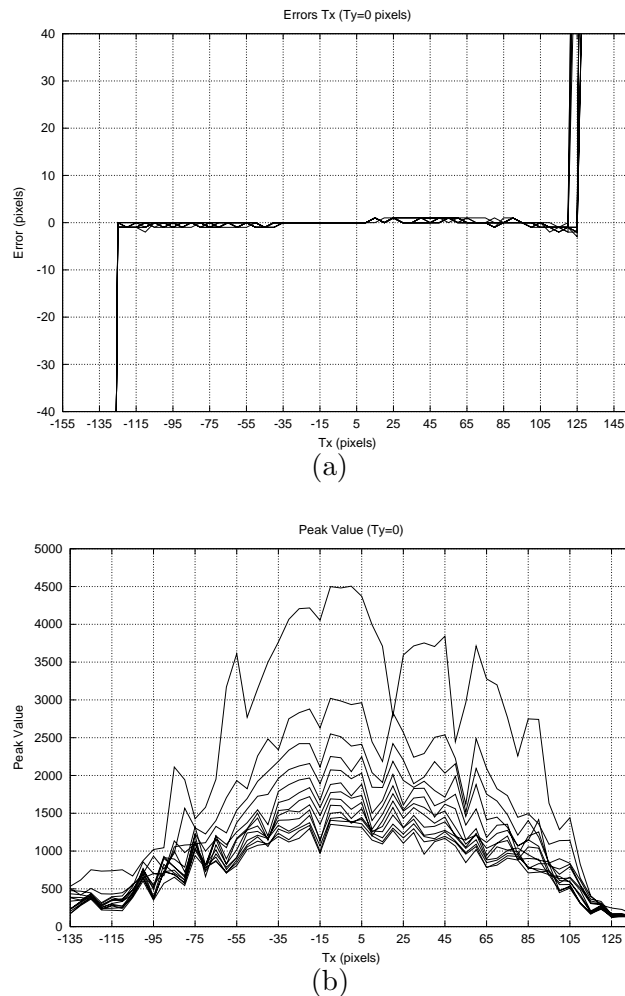 Errors Tx (Ty=0 pixels)
40
30
20
10
0
-10
-20
-30
-40
Error (pixels)
-155 -135 -115 -95 -75 -55 -35 -15 5 25 45 65 85 105 125 145
Tx (pixels)
(a)
Peak Value (Ty=0)
5000
4500
4000
3500
3000
2500
2000
1500
1000
500
0
Peak Value
-135 -115 -95 -75 -55 -35 -15 5 25 45 65 85 105 125
Tx (pixels)
(b)